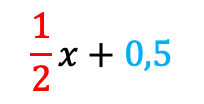 1/2 x + 0,5